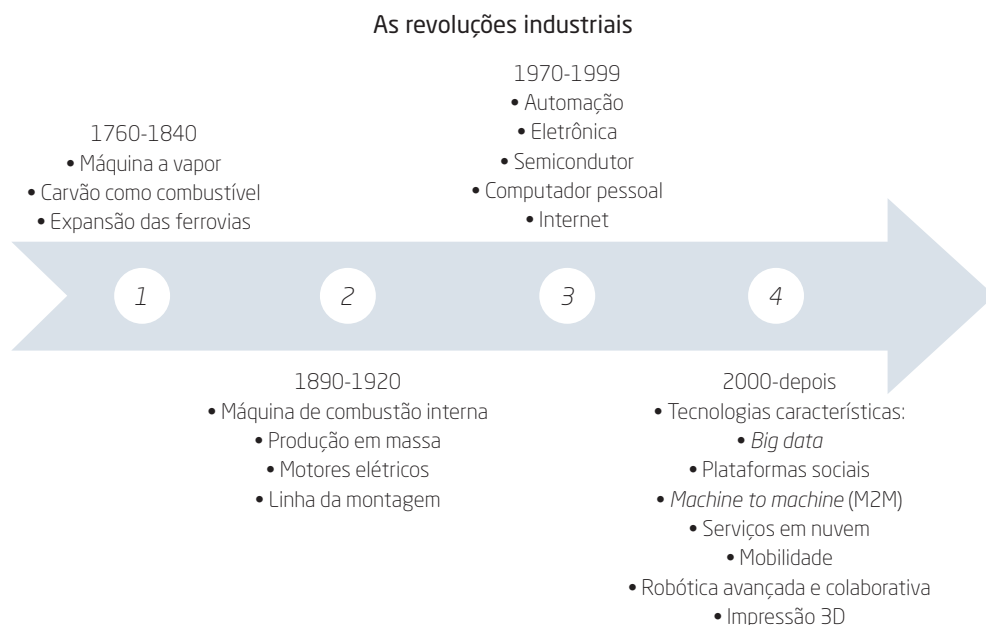 As revoluções industriais
1760-1840
• Máquina a vapor
• Carvão como combustível
• Expansão das ferrovias
1970-1999
• Automação
• Eletrônica
• Semicondutor
• Computador pessoal
• Internet
1
2
3
4
1890-1920
• Máquina de combustão interna
• Produção em massa
• Motores elétricos
• Linha da montagem
2000-depois
• Tecnologias características:
• Big data
• Plataformas sociais
• Machine to machine (M2M)
• Serviços em nuvem
• Mobilidade
• Robótica avançada e colaborativa
• Impressão 3D